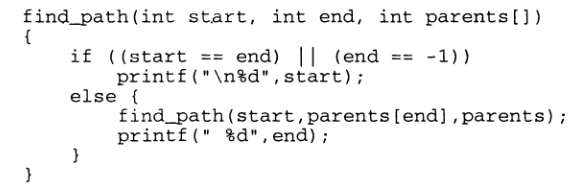 find_path(int start, int end, int parents[])
{
if ((start == end) || (end == -1))
printf("\n%d",start);
else {
find_path(start,parents[end],parents);
printf(" %d",end);
}
}